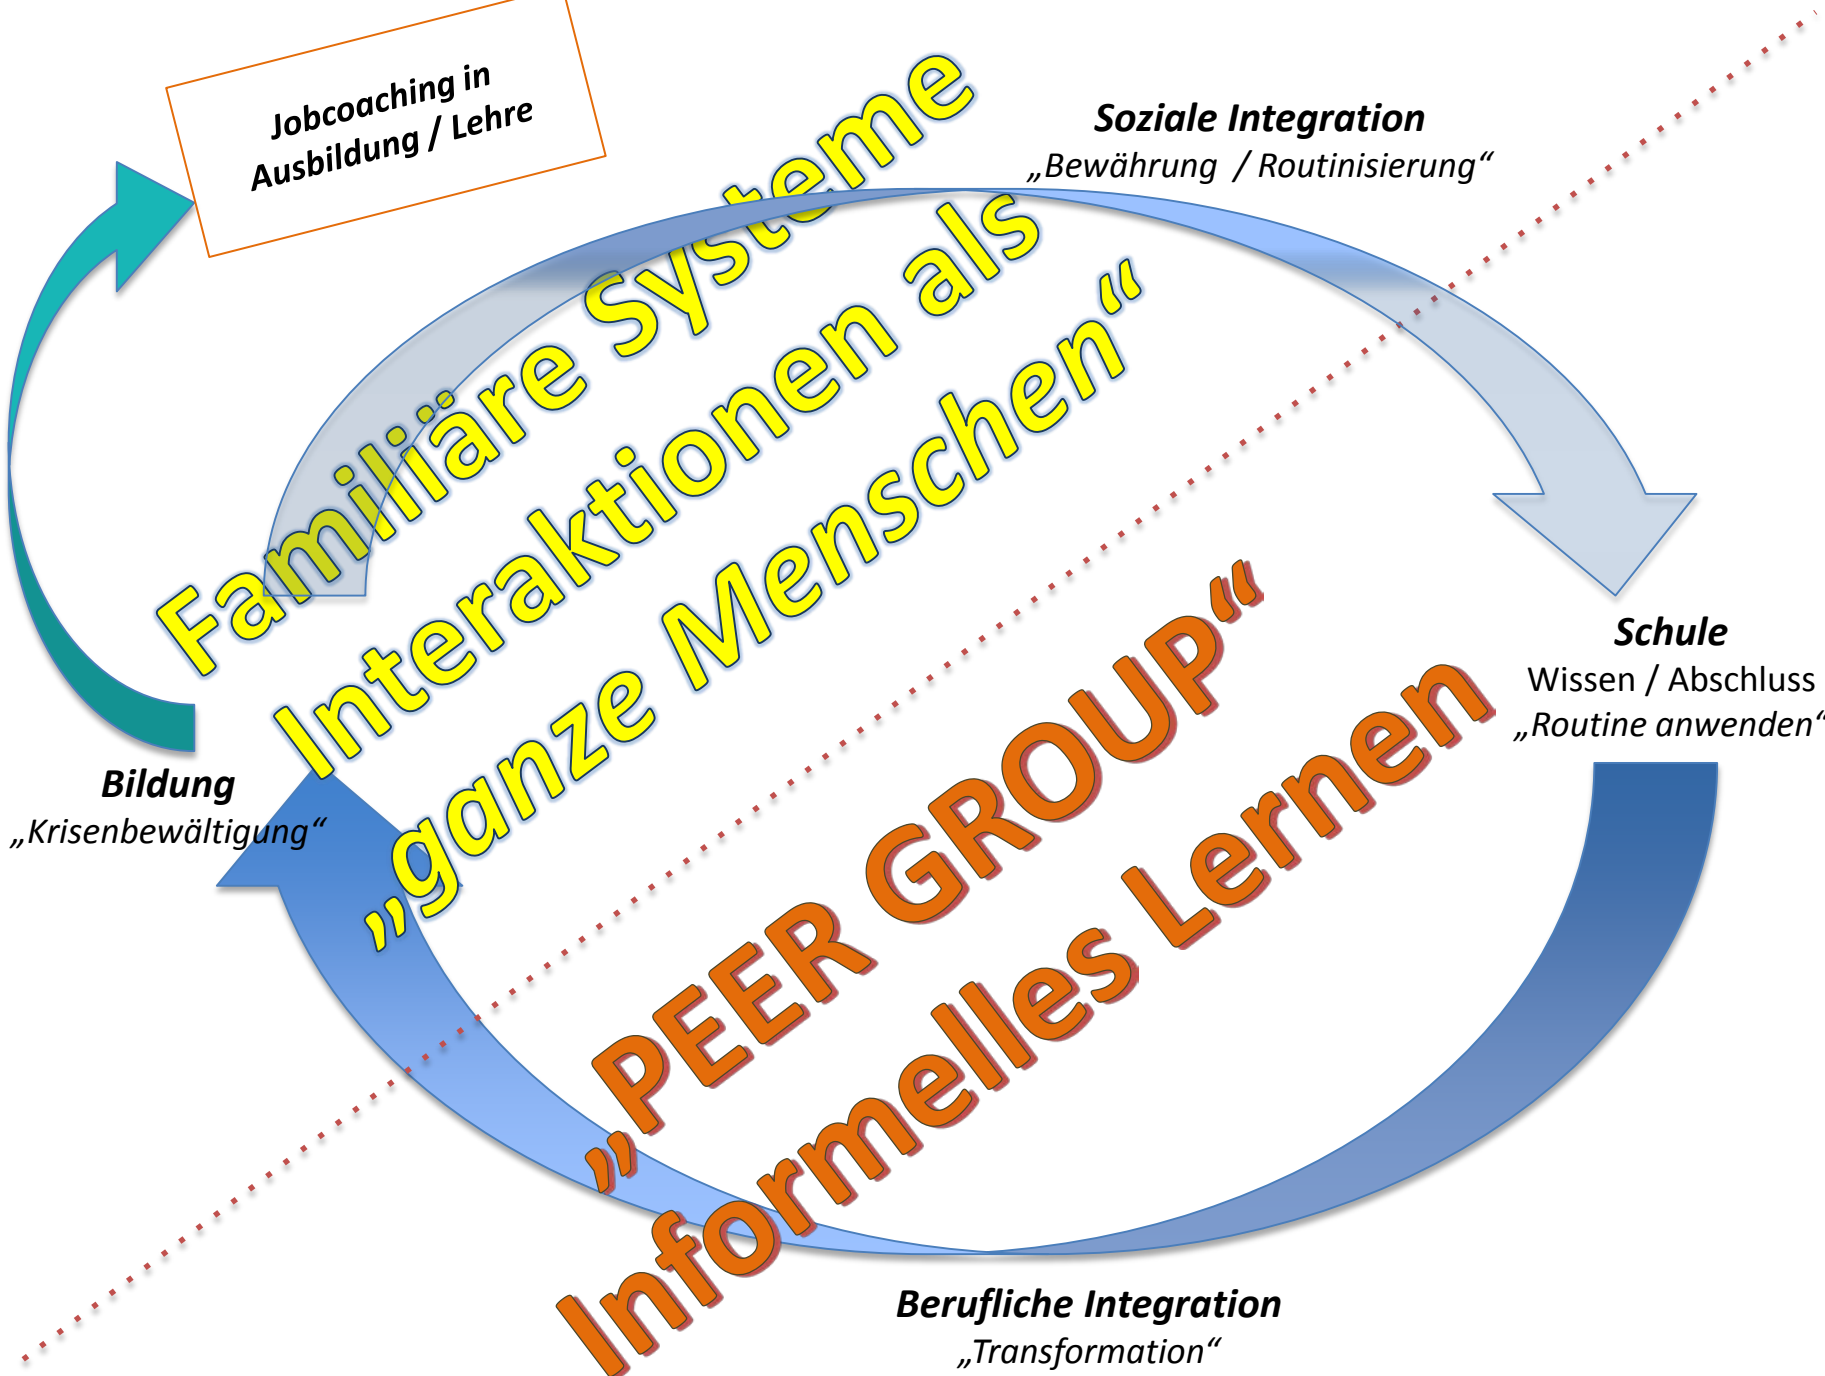 Jobcoaching in
Ausbildung / Lehre
Soziale Integration
„Bewährung / Routinisierung“
Familiäre Systeme
Interaktionen als
„ganze Menschen“
Schule
Wissen / Abschluss
„Routine anwenden“
Bildung
„Krisenbewältigung“
„PEER GROUP“
Informelles Lernen
Berufliche Integration
„Transformation“